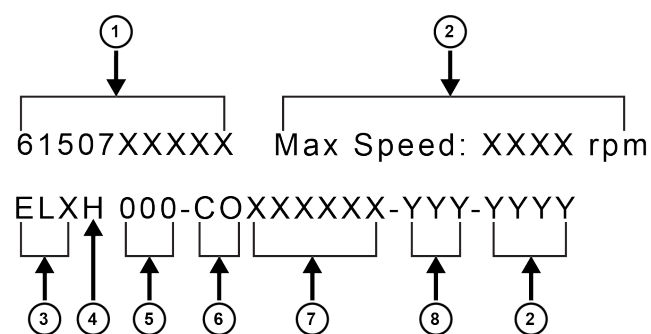 1 2
61507XXXXX Max Speed: XXXX rpm
ELXH 000-COXXXXXX-YYY-YYYY
3 4 5 6 7 8 2